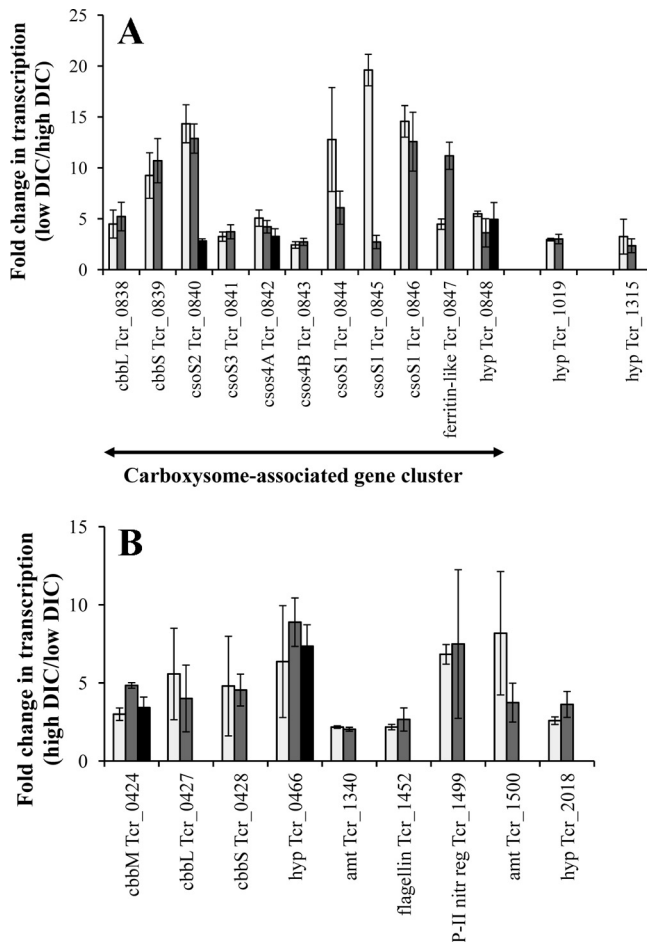 A
Fold change in transcription
(low DIC/high DIC)
25
20
15
10
5
0
cbbL Tcr_0838
cbbS Tcr_0839
csoS2 Tcr_0840
csoS3 Tcr_0841
csos4A Tcr_0842
csos4B Tcr_0843
csoS1 Tcr_0844
csoS1 Tcr_0845
csoS1 Tcr_0846
ferritin-like Tcr_0847
hyp Tcr_0848
hyp Tcr_1019
hyp Tcr_1315
Carboxysome-associated gene cluster
B
Fold change in transcription
(high DIC/low DIC)
15
10
5
0
cbbM Tcr_0424
cbbL Tcr_0427
cbbS Tcr_0428
hyp Tcr_0466
amt Tcr_1340
flagellin Tcr_1452
P-II nitr reg Tcr_1499
amt Tcr_1500
hyp Tcr_2018